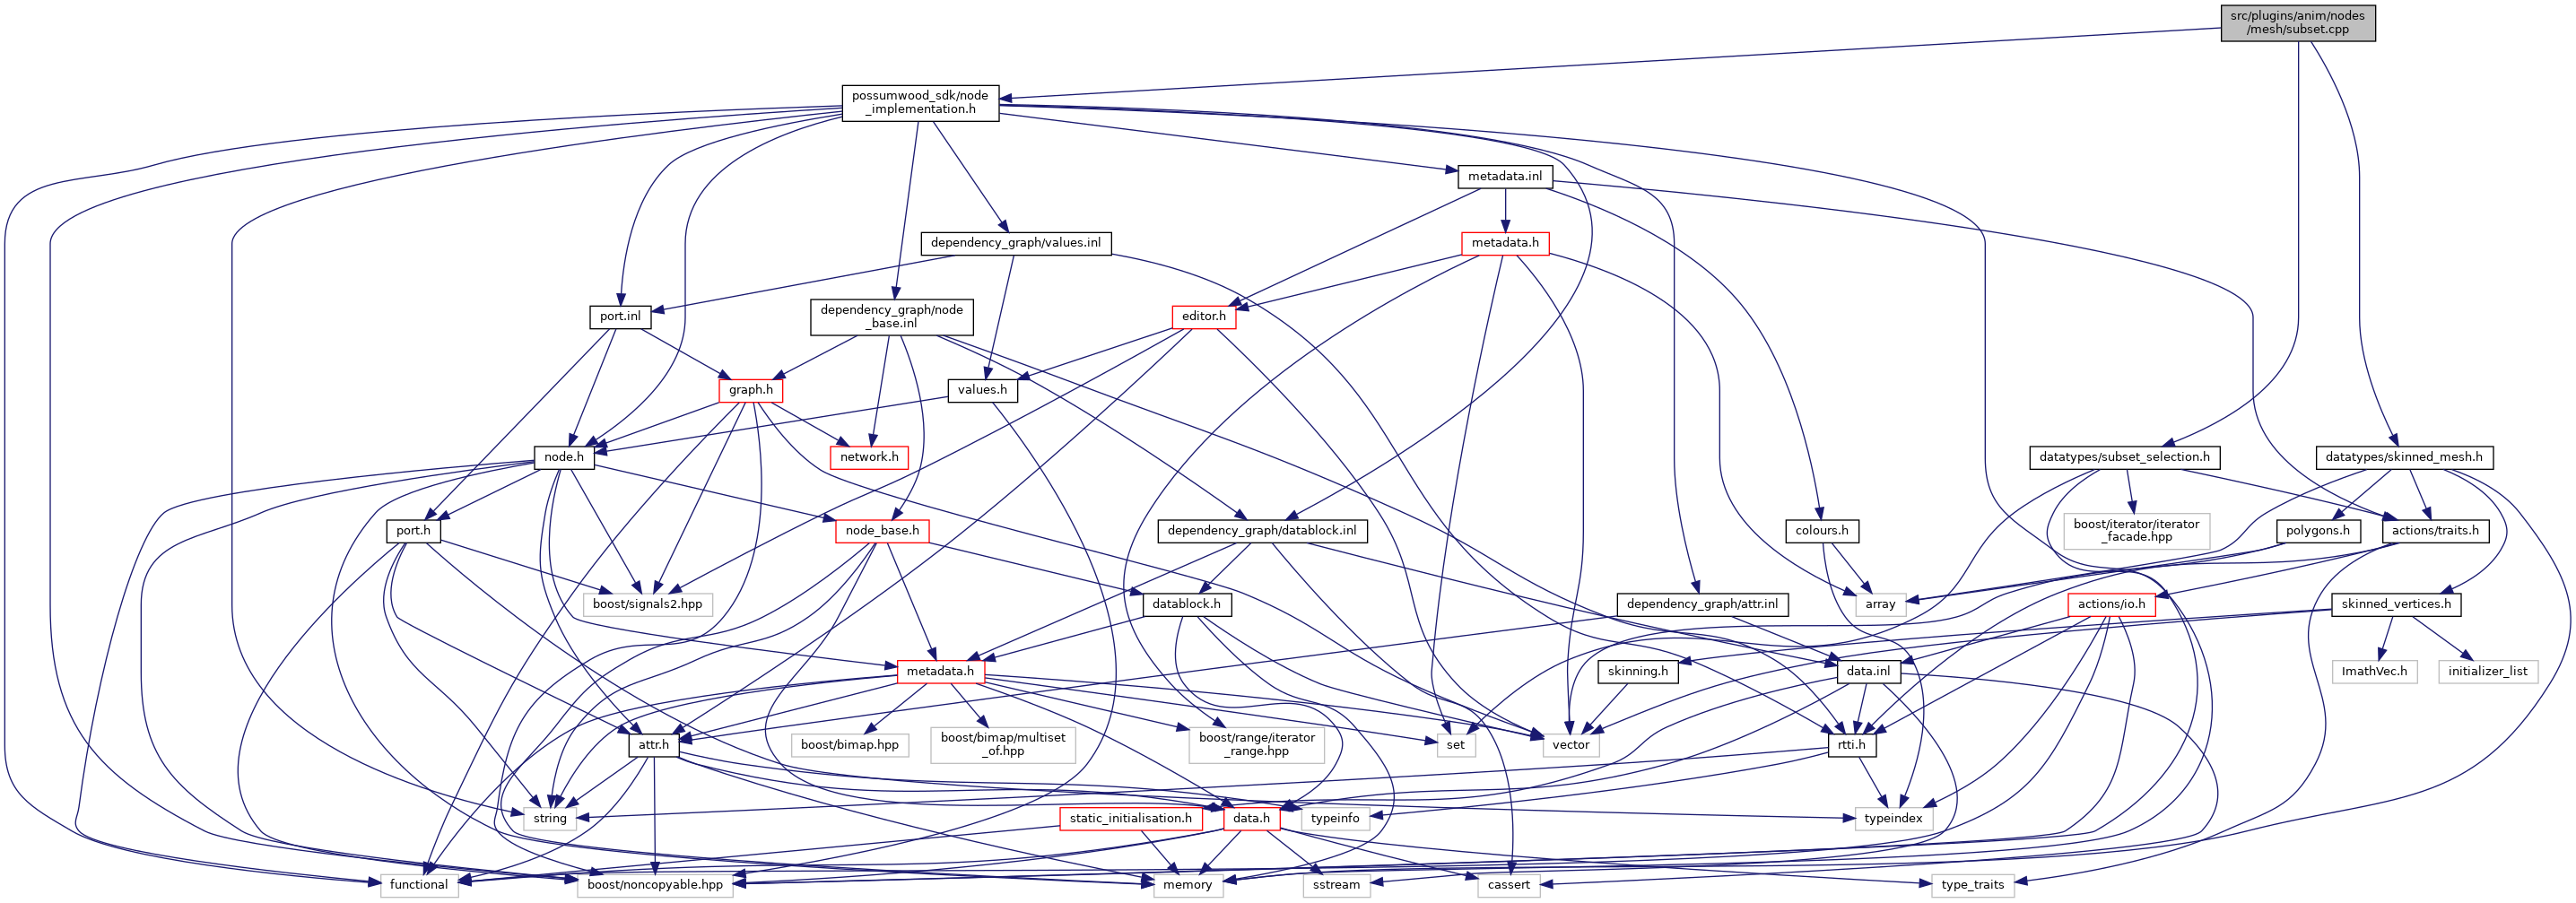 src/plugins/anim/nodes
/mesh/subset.cpp
possumwood_sdk/node
_implementation.h
metadata.inl
dependency_graph/values.inl
metadata.h
port.inl
dependency_graph/node
_base.inl
editor.h
graph.h
values.h
node.h
network.h
datatypes/subset_selection.h
datatypes/skinned_mesh.h
port.h
node_base.h
dependency_graph/datablock.inl
colours.h
boost/iterator/iterator
_facade.hpp
polygons.h
actions/traits.h
boost/signals2.hpp
datablock.h
dependency_graph/attr.inl
array
actions/io.h
skinned_vertices.h
metadata.h
skinning.h
data.inl
ImathVec.h
initializer_list
attr.h
boost/bimap.hpp
boost/bimap/multiset
_of.hpp
boost/range/iterator
_range.hpp
set
vector
rtti.h
string
static_initialisation.h
data.h
typeinfo
typeindex
functional
boost/noncopyable.hpp
memory
sstream
cassert
type_traits